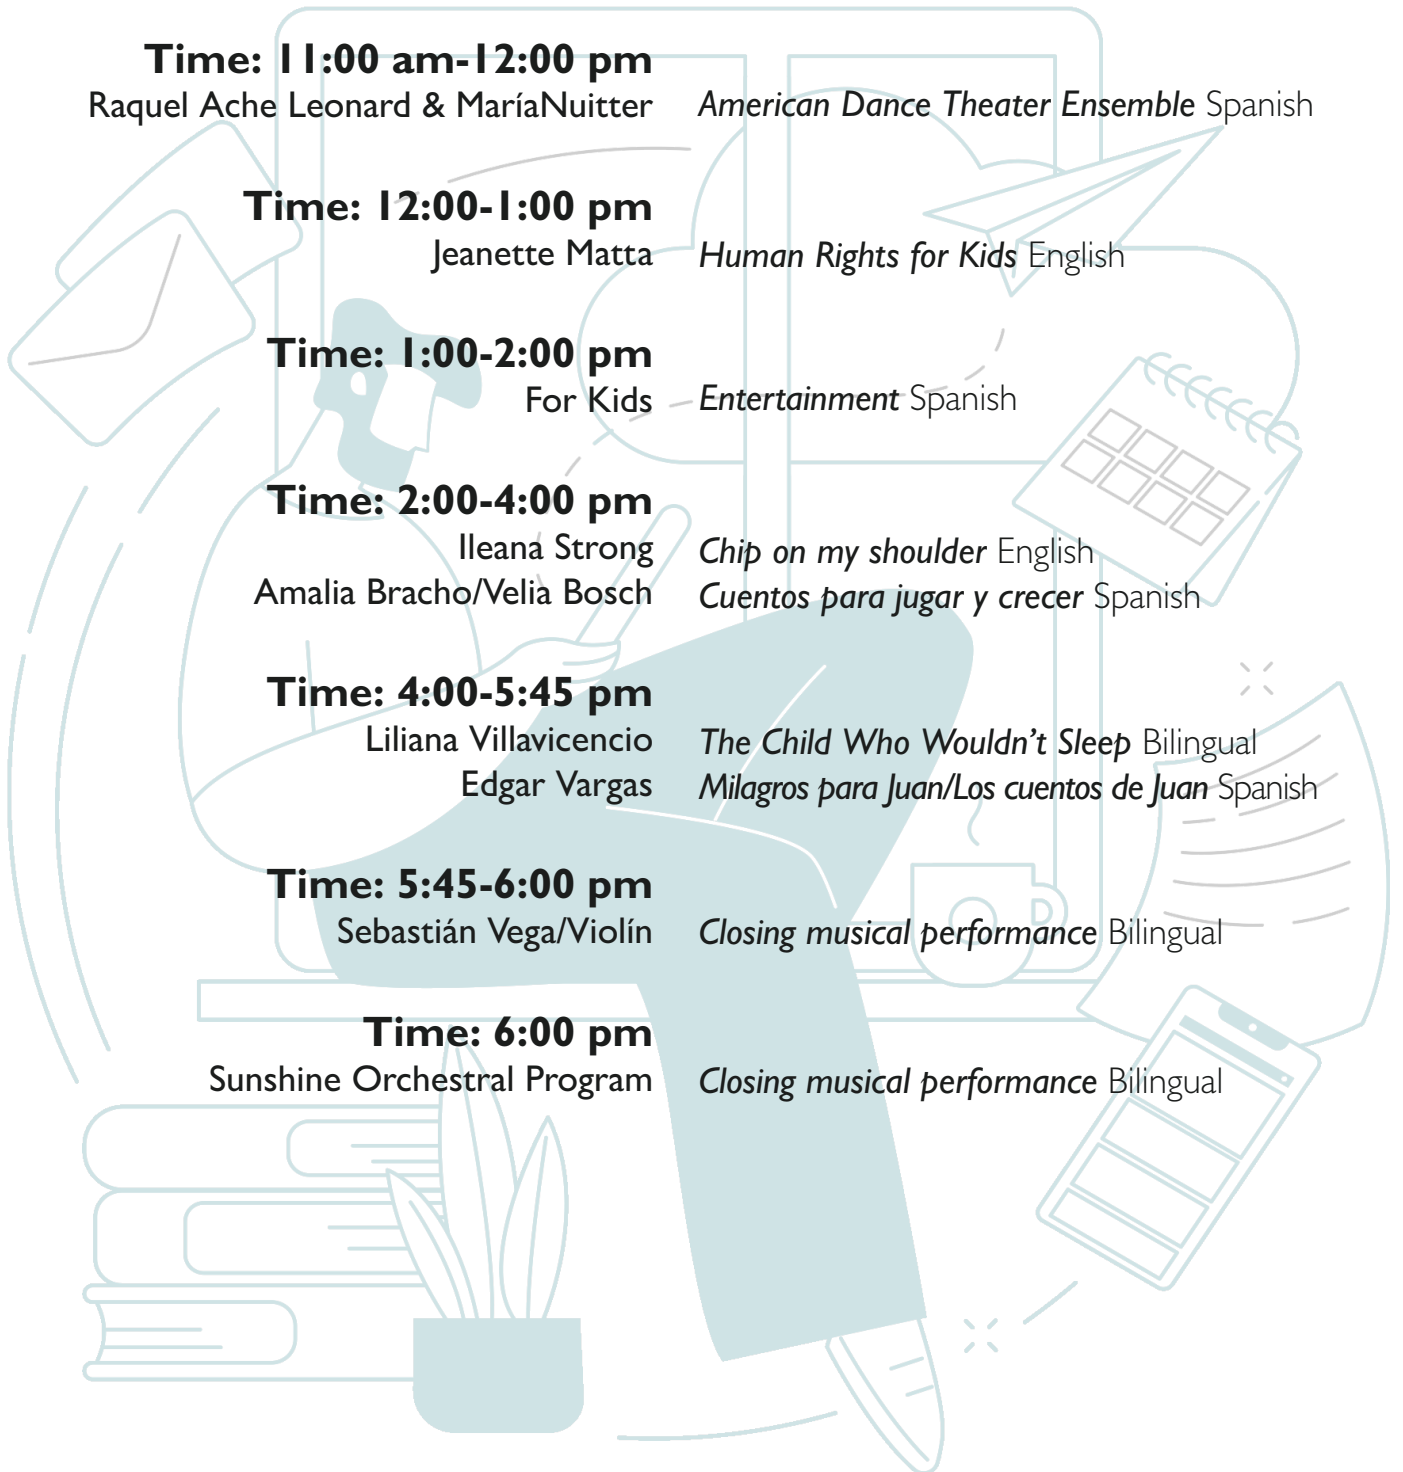 Time: 11:00 am-12:00 pm
Raquel Ache Leonard & MaríaNuitter American Dance Theater Ensemble Spanish
Time: 12:00-1:00 pm
Jeanette Matta Human Rights for Kids English
Time: 1:00-2:00 pm
For Kids Entertainment Spanish
Time: 2:00-4:00 pm
Ileana Strong Chip on my shoulder English
Amalia Bracho/Velia Bosch Cuentos para jugar y crecer Spanish
Time: 4:00-5:45 pm
Liliana Villavicencio The Child Who Wouldn’t Sleep Bilingual
Edgar Vargas Milagros para Juan/Los cuentos de Juan Spanish
Time: 5:45-6:00 pm
Sebastián Vega/Violín Closing musical performance Bilingual
Time: 6:00 pm
Sunshine Orchestral Program Closing musical performance Bilingual